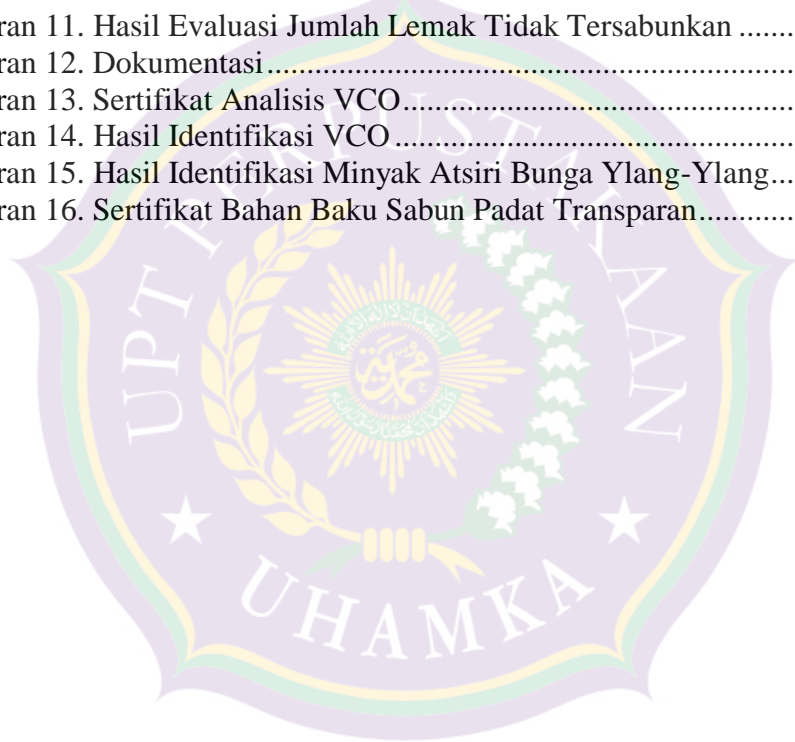 ran 11. Hasil Evaluasi Jumlah Lemak Tidak Tersabunkan .......
ran 12. Dokumentasi..................................................................
ran 13. Sertifikat Analisis VCO.................................................
ran 14. Hasil Identifikasi VCO..................................................
ran 15. Hasil Identifikasi Minyak Atsiri Bunga Ylang-Ylang...
ran 16. Sertifikat Bahan Baku Sabun Padat Transparan............
UPT PERPUSTAKAAN
UHAMKA